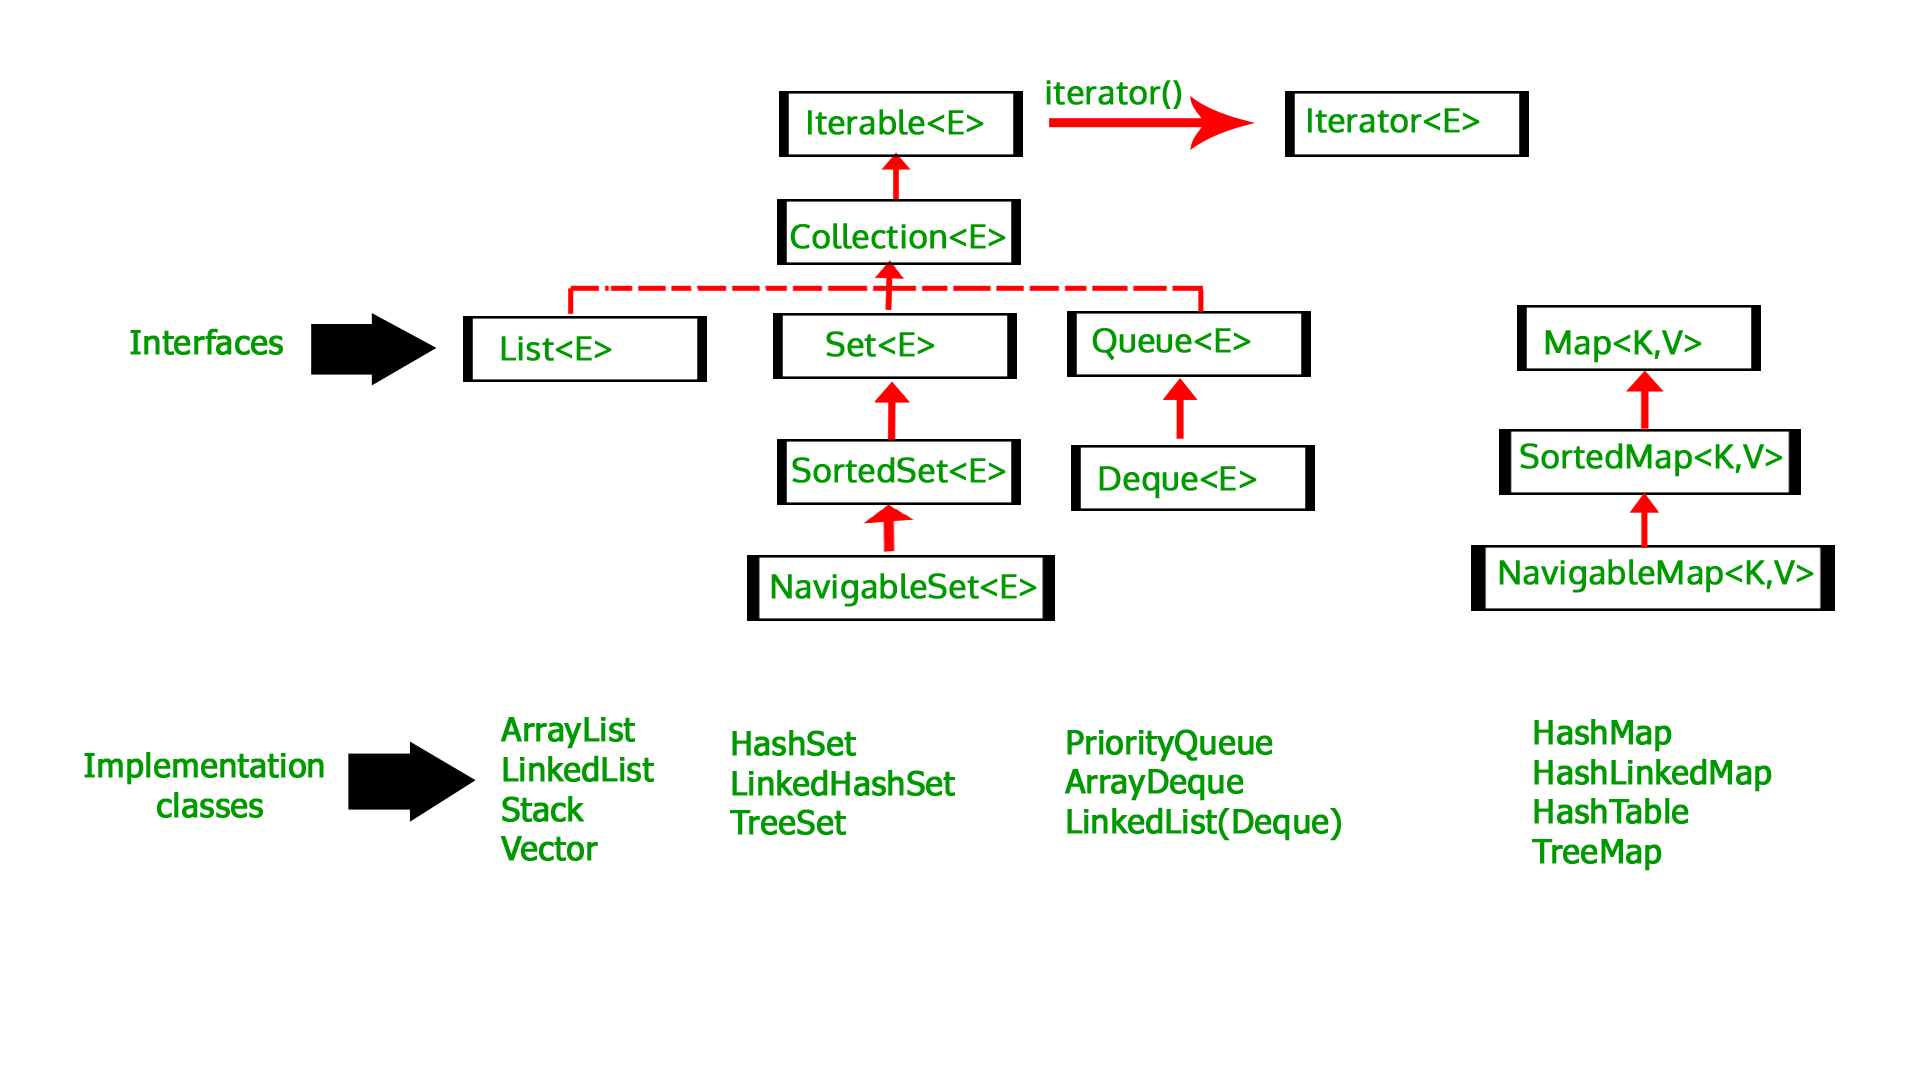 iterator()
Iterable<E>
Iterator<E>
Collection<E>
Interfaces
List<E>
Set<E>
Queue<E>
Map<K,V>
SortedSet<E>
Deque<E>
SortedMap<K,V>
NavigableSet<E>
NavigableMap<K,V>
Implementation
classes
ArrayList
LinkedList
Stack
Vector
HashSet
LinkedHashSet
TreeSet
PriorityQueue
ArrayDeque
LinkedList(Deque)
HashMap
HashLinkedMap
HashTable
TreeMap